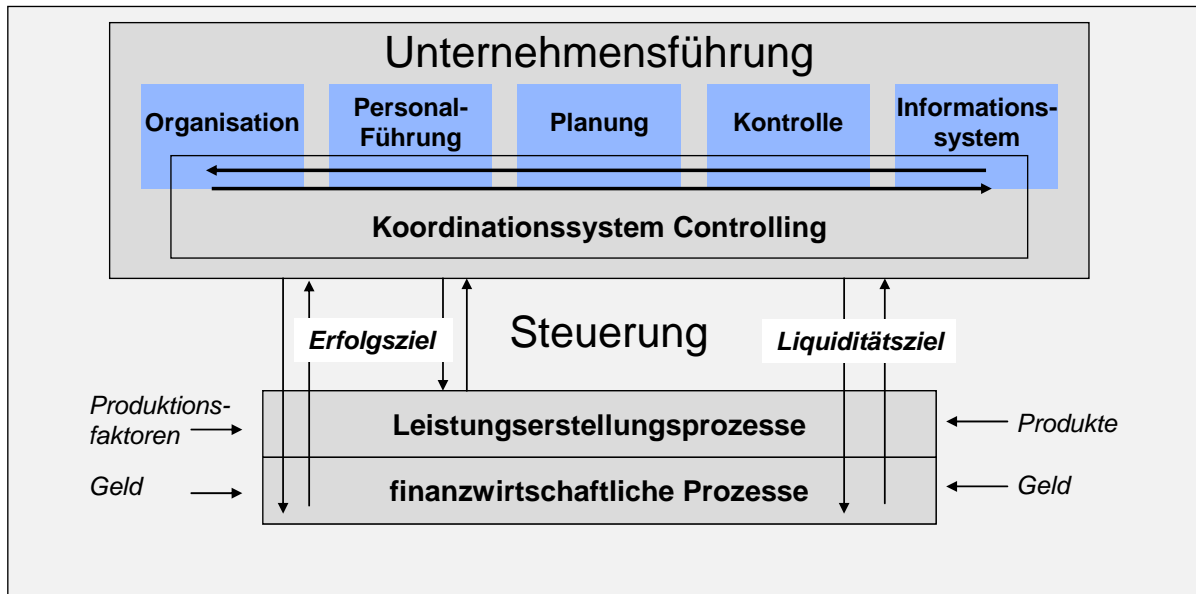 Unternehmensführung
Organisation
Personal-
Führung
Planung
Kontrolle
Informations-
system
Koordinationssystem Controlling
Erfolgsziel
Steuerung
Liquiditätsziel
Produktions-
faktoren
Leistungserstellungsprozesse
Produkte
Geld
finanzwirtschaftliche Prozesse
Geld